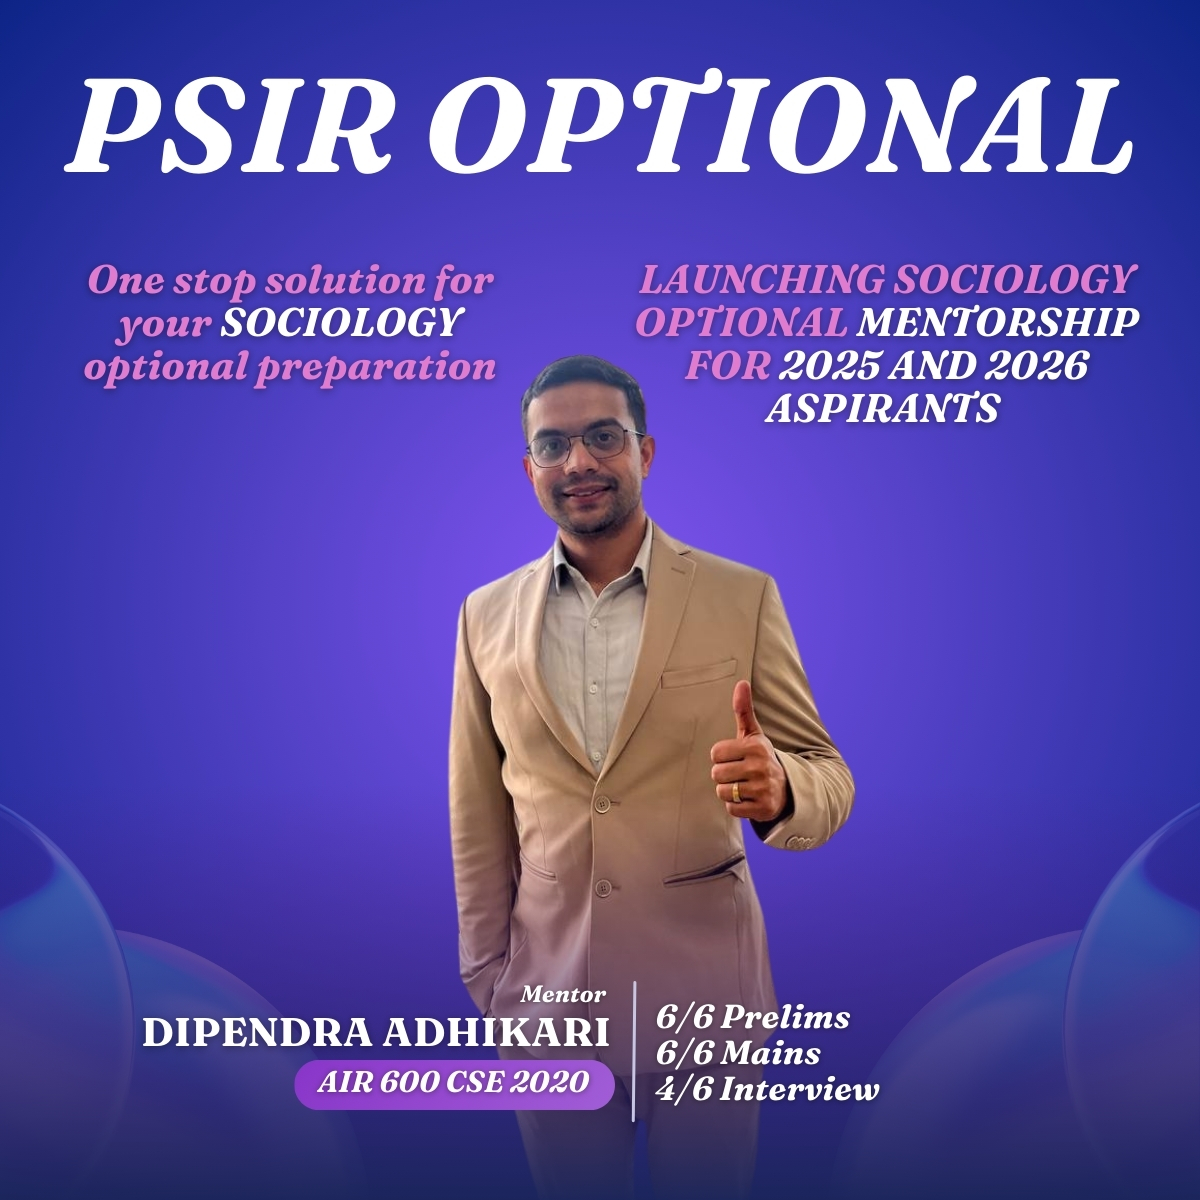 PSIR OPTIONAL
One stop solution for
your SOCIOLOGY
optional preparation
LAUNCHING SOCIOLOGY
OPTIONAL MENTORSHIP
FOR 2025 AND 2026
ASPIRANTS
Mentor
DIPENDRA ADHIKARI
AIR 600 CSE 2020
6/6 Prelims
6/6 Mains
4/6 Interview